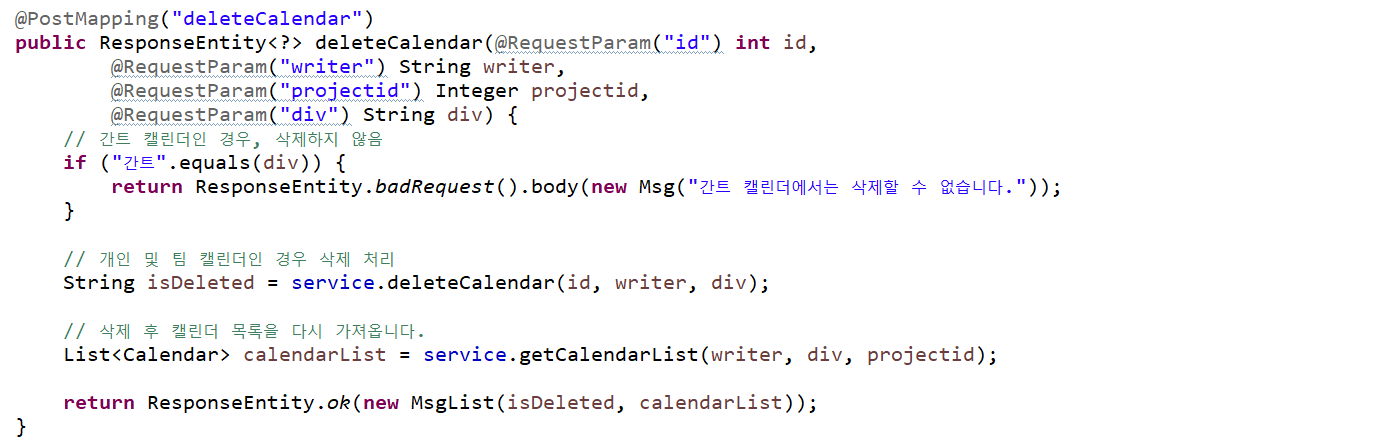 @PostMapping("deleteCalendar")
public ResponseEntity<?> deleteCalendar(@RequestParam("id") int id,
        @RequestParam("writer") String writer,
        @RequestParam("projectid") Integer projectid,
        @RequestParam("div") String div) {
    // 간트 캘린더인 경우, 삭제하지 않음
    if ("간트".equals(div)) {
        return ResponseEntity.badRequest().body(new Msg("간트 캘린더에서는 삭제할 수 없습니다."));
    }
    // 개인 및 팀 캘린더인 경우 삭제 처리
    String isDeleted = service.deleteCalendar(id, writer, div);
    // 삭제 후 캘린더 목록을 다시 가져옵니다.
    List<Calendar> calendarList = service.getCalendarList(writer, div, projectid);
    return ResponseEntity.ok(new MsgList(isDeleted, calendarList));
}